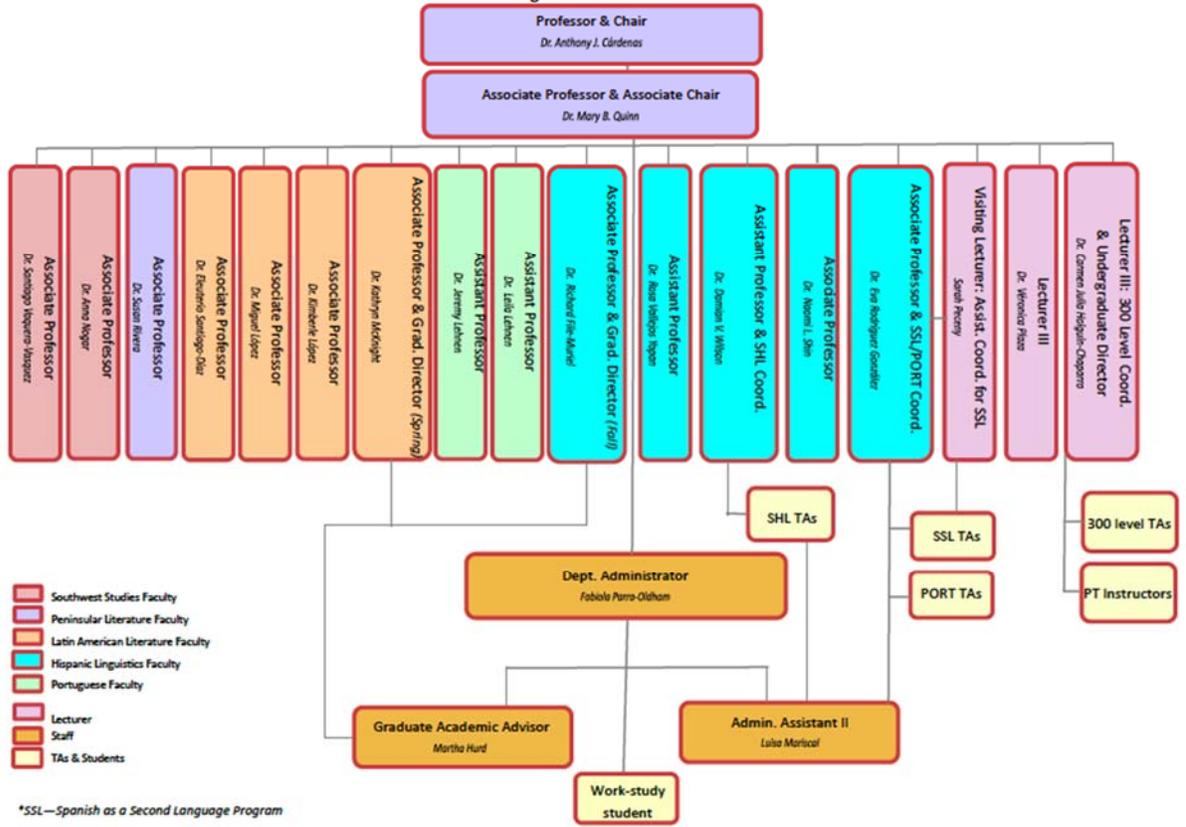 Professor & Chair
Dr. Anthony J. Cárdenas
Associate Professor & Associate Chair
Dr. Mary B. Quinn
Associate Professor
Dr. Santiago Vaquera-Vasquez
Associate Professor
Dr. Anna Nogar
Associate Professor
Dr. Susan Rivera
Associate Professor
Dr. Eleuterio Santiago-Díaz
Associate Professor
Dr. Miguel López
Associate Professor
Dr. Kimberle López
Associate Professor & Grad. Director (Spring)
Dr. Kathryn McKnight
Assistant Professor
Dr. Jeremy Lehnen
Assistant Professor
Dr. Leila Lehnen
Associate Professor & Grad. Director (Fall)
Dr. Richard File-Muriel
Assistant Professor
Dr. Rosa Vallejos Yopan
Assistant Professor & SHL Coord.
Dr. Damian V. Wilson
Associate Professor
Dr. Naomi L. Shin
Associate Professor & SSL/PORT Coord.
Dr. Eva Rodríguez González
Visiting Lecturer: Assist. Coord. for SSL
Sarah
Lecturer III
Dr. Verónica Plaza
Lecturer III: 300 Level Coord.
& Undergraduate Director
Dr. Carmen Julia Holguín-Chaparro
SHL TAs
SSL TAs
PORT TAs
300 level TAs
PT Instructors
Dept. Administrator
Fabiola Parra-Oldham
Graduate Academic Advisor
Martha Hurd
Admin. Assistant II
Luisa Mariscal
Work-study
student
Southwest Studies Faculty
Peninsular Literature Faculty
Latin American Literature Faculty
Hispanic Linguistics Faculty
Portuguese Faculty
Lecturer
Staff
TAs & Students
*SSL—Spanish as a Second Language Program